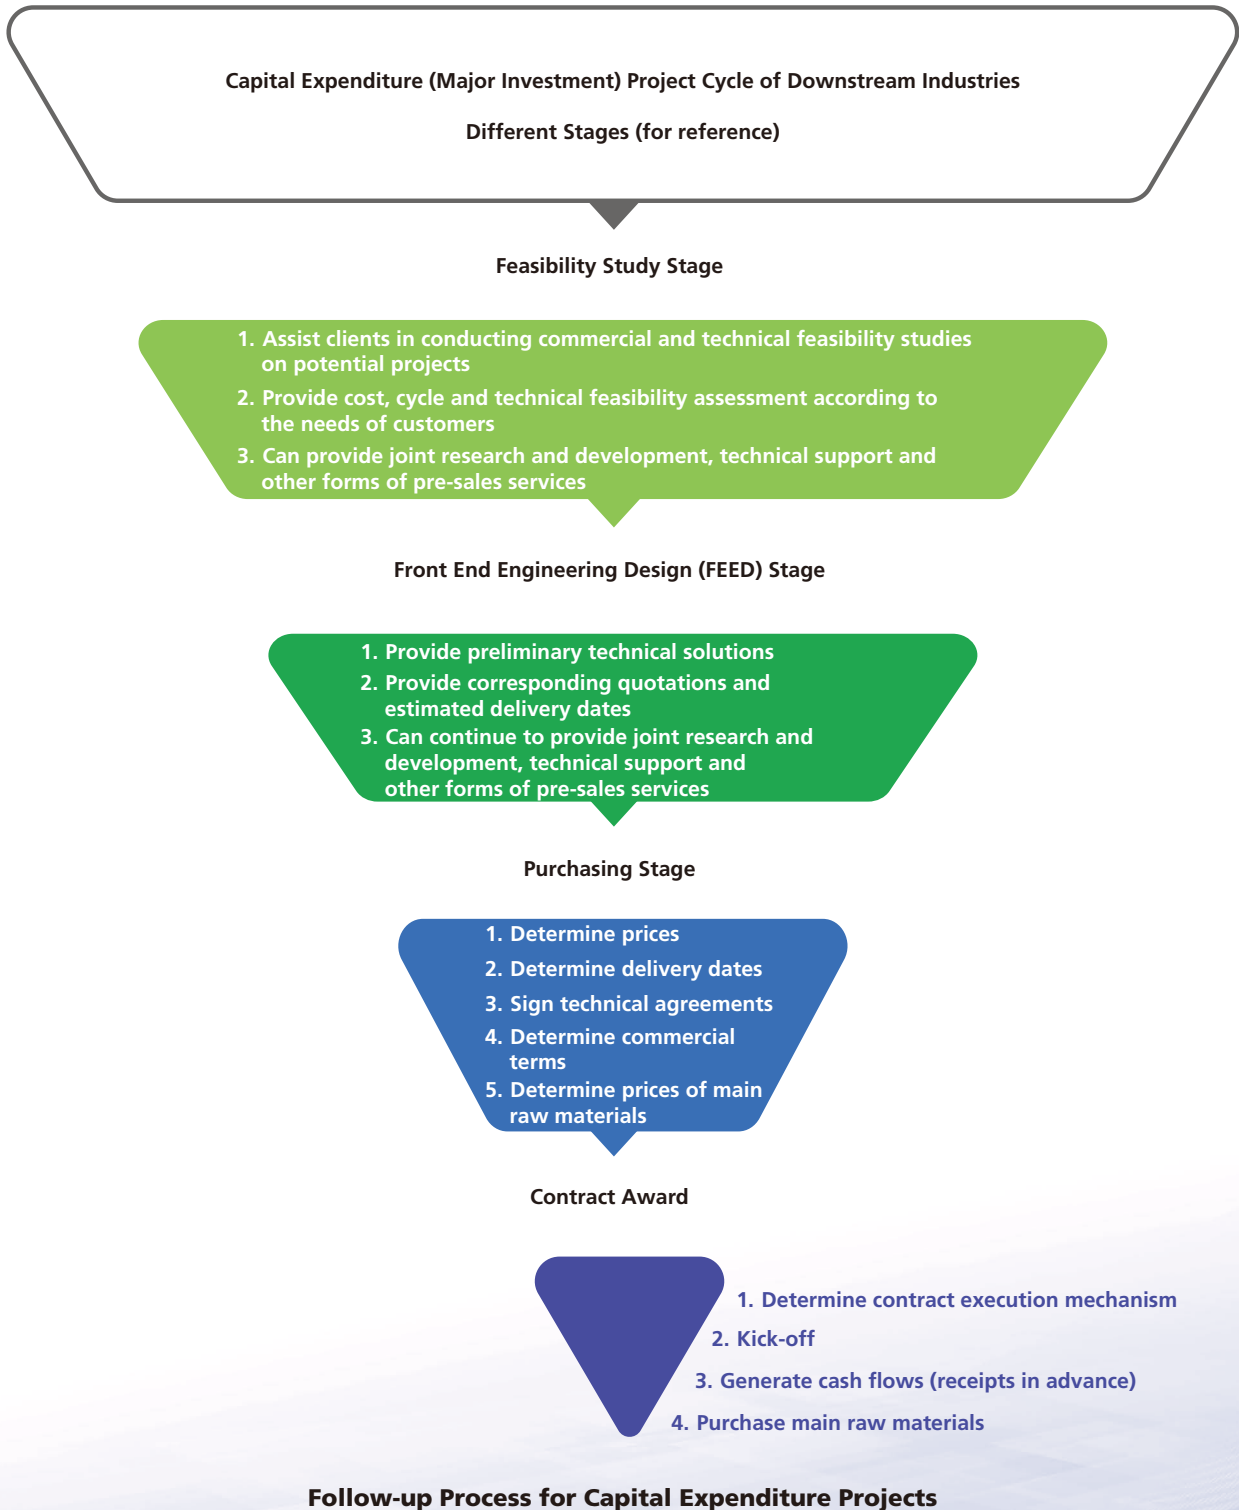 Capital Expenditure (Major Investment) Project Cycle of Downstream Industries
Different Stages (for reference)
Feasibility Study Stage
1. Assist clients in conducting commercial and technical feasibility studies
on potential projects
2. Provide cost, cycle and technical feasibility assessment according to
the needs of customers
3. Can provide joint research and development, technical support and
other forms of pre-sales services
Front End Engineering Design (FEED) Stage
1. Provide preliminary technical solutions
2. Provide corresponding quotations and
estimated delivery dates
3. Can continue to provide joint research and
development, technical support and
other forms of pre-sales services
Purchasing Stage
1. Determine prices
2. Determine delivery dates
3. Sign technical agreements
4. Determine commercial
terms
5. Determine prices of main
raw materials
Contract Award
1. Determine contract execution mechanism
2. Kick-off
3. Generate cash flows (receipts in advance)
4. Purchase main raw materials
Follow-up Process for Capital Expenditure Projects